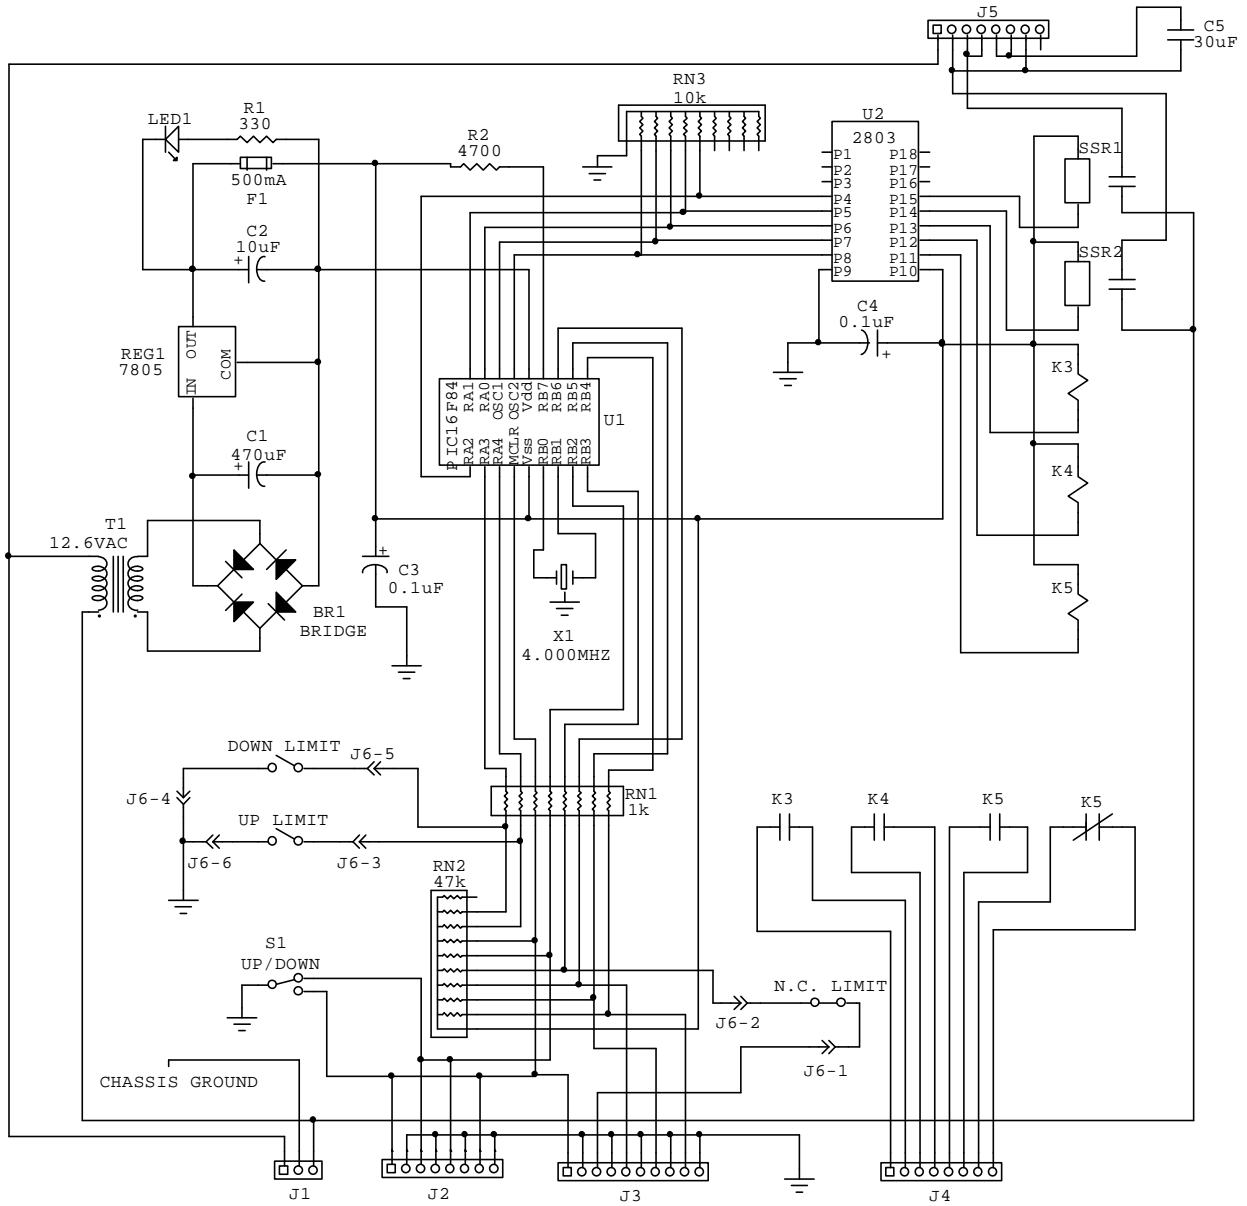 J5
C5
30uF
RN3
10k
LED1
R1
330
R2
4700
U2
2803
P1 P18
P2 P17
P3 P16
P4 P15
P5 P14
P6 P13
P7 P12
P8 P11
P9 P10
SSR1
500mA
F1
C2
10uF
+
SSR2
C4
0.1uF
+
REG1
7805
OUT
IN
COM
K3
PIC16F84
RA1
RA0
OSC1
OSC2
Vdd
RB7
RB6
RB5
RB4
U1
RA2
RA3
RA4
MCLR
Vss
RB0
RB1
RB2
RB3
C1
470uF
+
K4
T1
12.6VAC
+
C3
0.1uF
K5
BR1
BRIDGE
X1
4.000MHZ
DOWN LIMIT
J6-5
J6-4
UP LIMIT
J6-6
J6-3
RN1
1k
K3
K4
K5
K5
RN2
47k
S1
UP/DOWN
N.C. LIMIT
J6-2
J6-1
CHASSIS GROUND
J1
J2
J3
J4